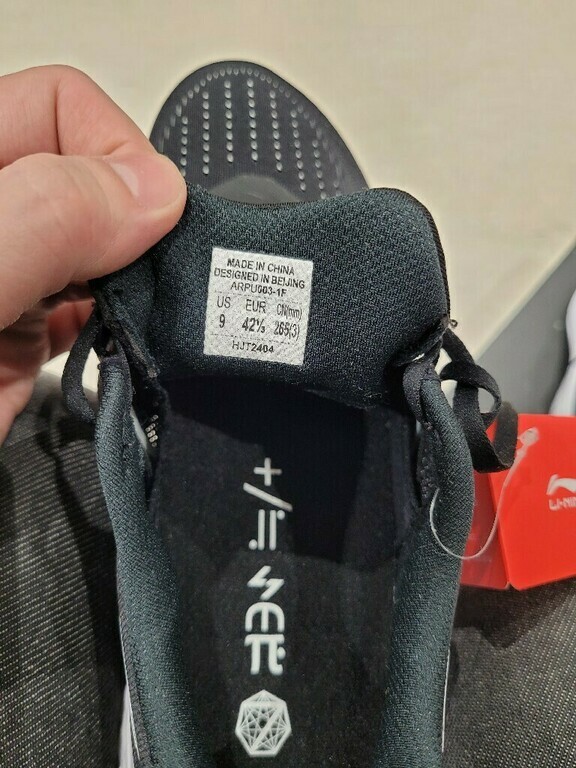 MADE IN CHINA
DESIGNED IN BEIJING
ARPU003-1F
US EUR CN(mm)
9 42⅔ 265(3)
HJT2404